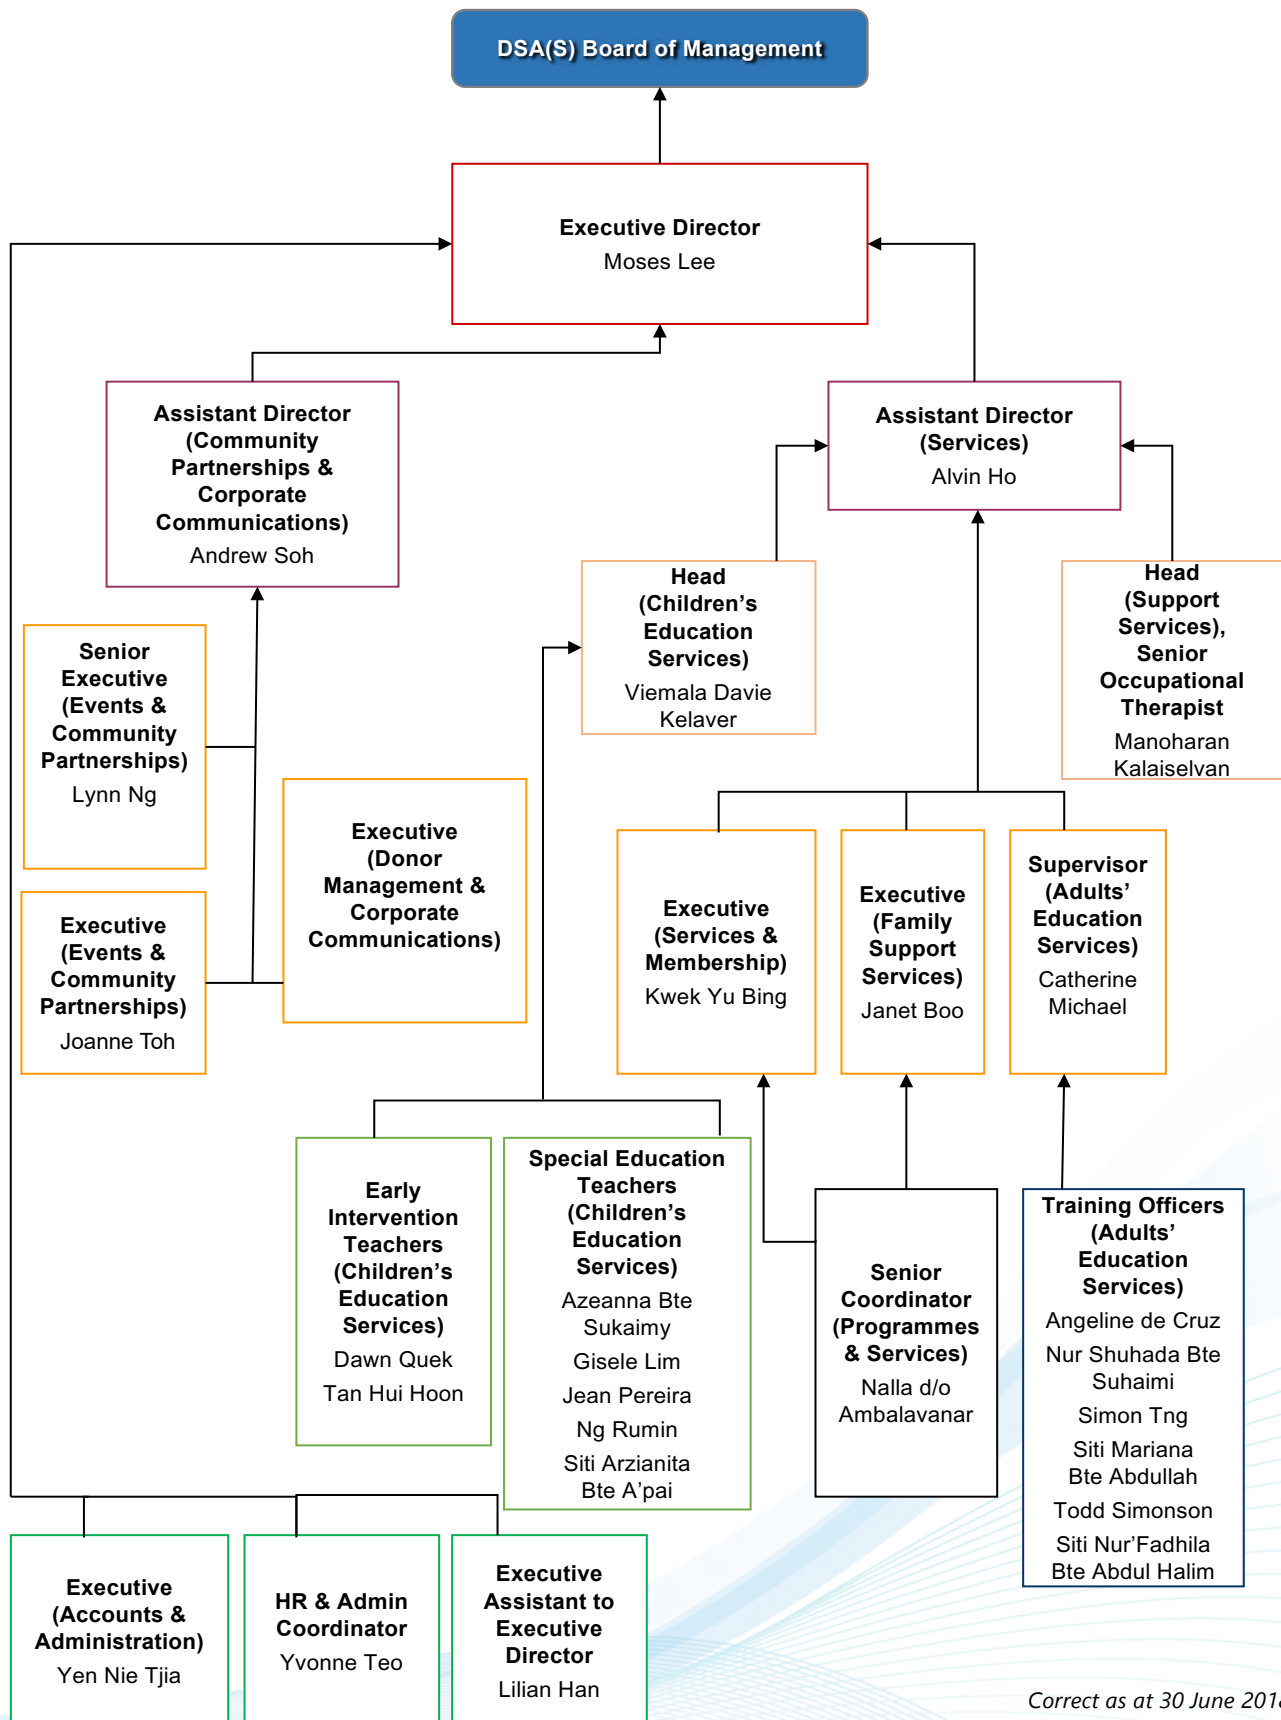 DSA(S) Board of Management
Executive Director
Moses Lee
Assistant Director
(Community
Partnerships &
Corporate
Communications)
Andrew Soh
Assistant Director
(Services)
Alvin Ho
Head
(Children’s
Education
Services)
Viemala Davie
Kelaver
Head
(Support
Services),
Senior
Occupational
Therapist
Manoharan
Kalaiselvan
Senior
Executive
(Events &
Community
Partnerships)
Lynn Ng
Executive
(Donor
Management &
Corporate
Communications)
Executive
(Events &
Community
Partnerships)
Joanne Toh
Executive
(Services &
Membership)
Kwek Yu Bing
Executive
(Family
Support
Services)
Janet Boo
Supervisor
(Adults’
Education
Services)
Catherine
Michael
Early
Intervention
Teachers
(Children’s
Education
Services)
Dawn Quek
Tan Hui Hoon
Special Education
Teachers
(Children’s
Education
Services)
Azeanna Bte
Sukaimy
Gisele Lim
Jean Pereira
Ng Rumin
Siti Arzianita
Bte A’pai
Senior
Coordinator
(Programmes
& Services)
Nalla d/o
Ambalavanar
Training Officers
(Adults’
Education
Services)
Angeline de Cruz
Nur Shuhada Bte
Suhaimi
Simon Tng
Siti Mariana
Bte Abdullah
Todd Simonson
Siti Nur’Fadhila
Bte Abdul Halim
Executive
(Accounts &
Administration)
Yen Nie Tjia
HR & Admin
Coordinator
Yvonne Teo
Executive
Assistant to
Executive
Director
Lilian Han
Correct as at 30 June 2018